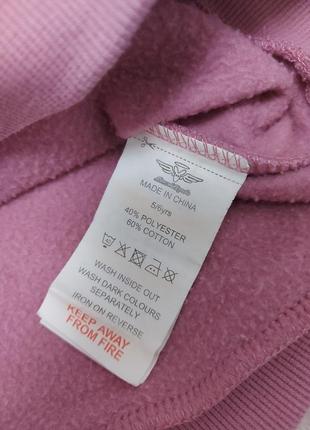 MADE IN CHINA
5/6yrs
40% POLYESTER
60% COTTON
WASH INSIDE OUT
WASH DARK COLOURS
SEPARATELY
IRON ON REVERSE
KEEP AWAY
FROM FIRE